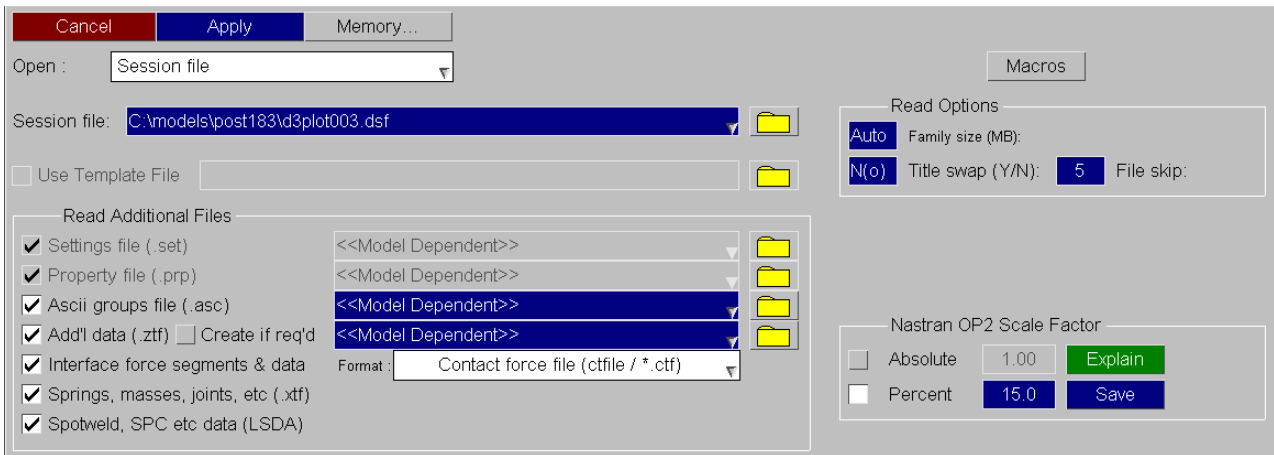 Cancel Apply Memory...
Open : Session file
Macros
Session file: C:\models\post183\d3plot003.dsf
Use Template File
Read Options
Auto Family size (MB):
N(o) Title swap (Y/N): 5 File skip:
Read Additional Files
Settings file (.set) <<Model Dependent>>
Property file (.prp) <<Model Dependent>>
Ascii groups file (.asc) <<Model Dependent>>
Add'l data (.ztf) Create if req'd <<Model Dependent>>
Interface force segments & data Format : Contact force file (ctfile / *.ctf)
Springs, masses, joints, etc (.xtf)
Spotweld, SPC etc data (LSDA)
Nastran OP2 Scale Factor
Absolute 1.00 Explain
Percent 15.0 Save